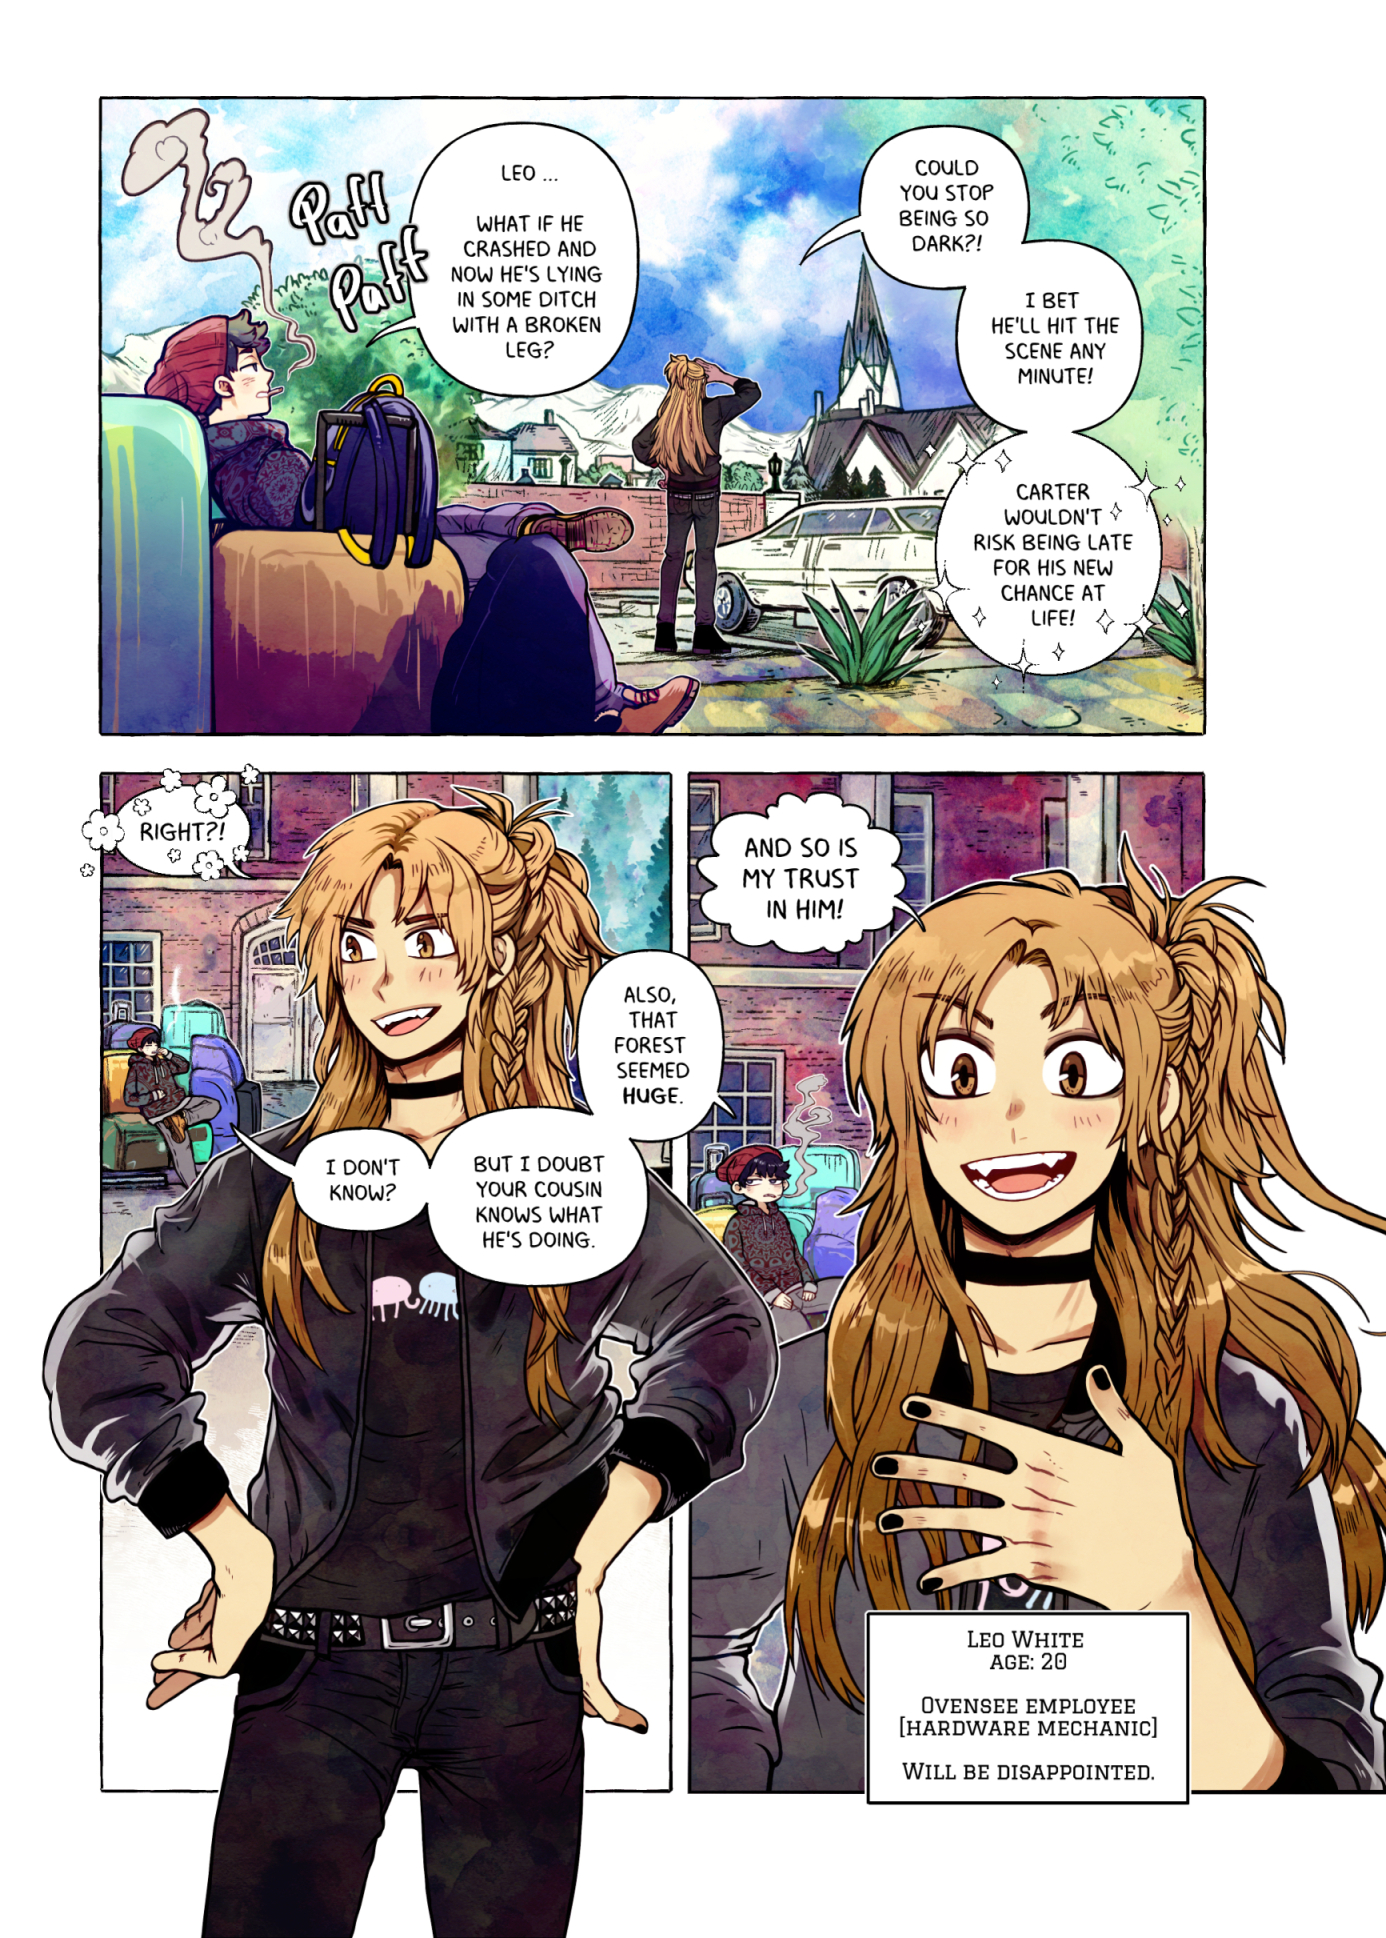 Paff
Paff
LEO ...
WHAT IF HE
CRASHED AND
NOW HE'S LYING
IN SOME DITCH
WITH A BROKEN
LEG?
COULD
YOU STOP
BEING SO
DARK?!
I BET
HE'LL HIT THE
SCENE ANY
MINUTE!
CARTER
WOULDN'T
RISK BEING LATE
FOR HIS NEW
CHANCE AT
LIFE!
RIGHT?!
I DON'T
KNOW?
BUT I DOUBT
YOUR COUSIN
KNOWS WHAT
HE'S DOING.
ALSO,
THAT
FOREST
SEEMED
HUGE.
AND SO IS
MY TRUST
IN HIM!
LEO WHITE
AGE: 20
OVENSEE EMPLOYEE
[HARDWARE MECHANIC]
WILL BE DISAPPOINTED.